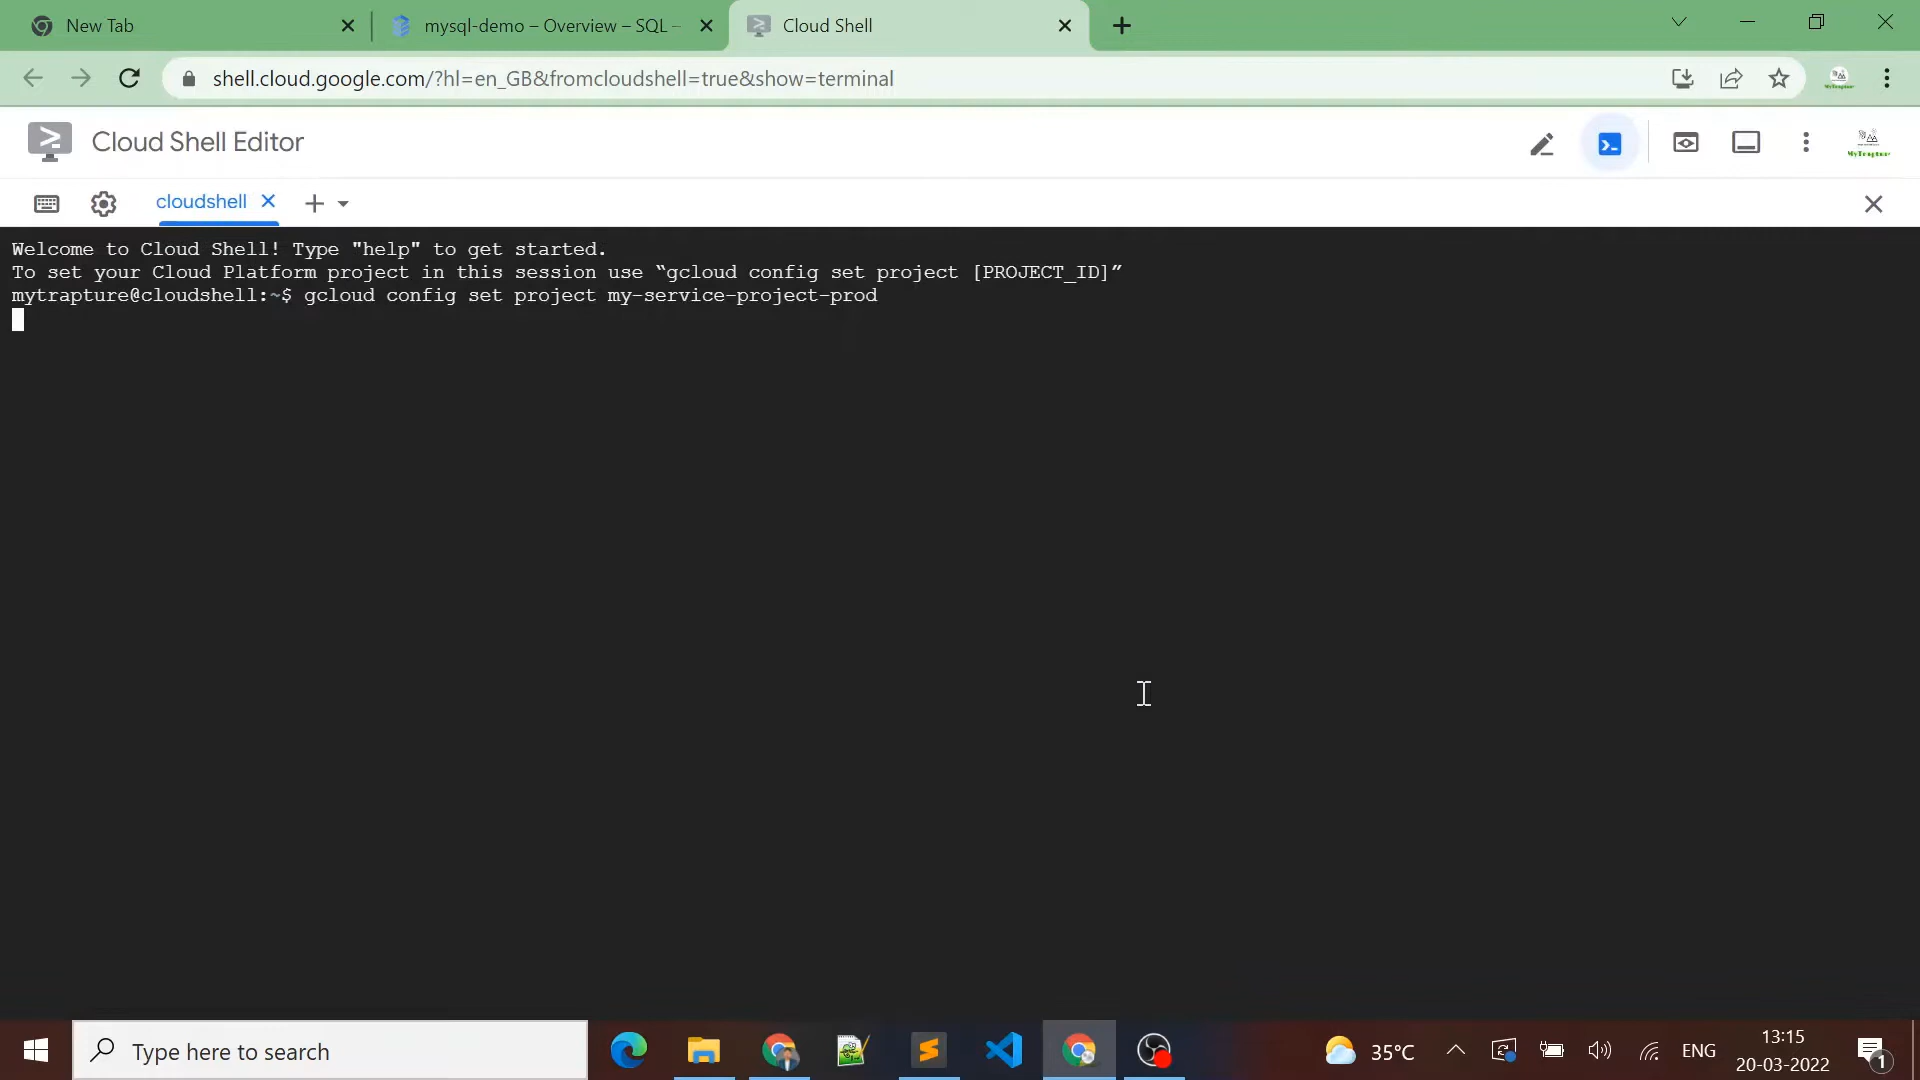 New Tab
mysql-demo – Overview – SQL –
Cloud Shell
shell.cloud.google.com/?hl=en_GB&fromcloudshell=true&show=terminal
Cloud Shell Editor
cloudshell
Welcome to Cloud Shell! Type "help" to get started.
To set your Cloud Platform project in this session use “gcloud config set project [PROJECT_ID]”
mytrapture@cloudshell:~$ gcloud config set project my-service-project-prod
Type here to search
35°C
ENG
13:15
20-03-2022
1